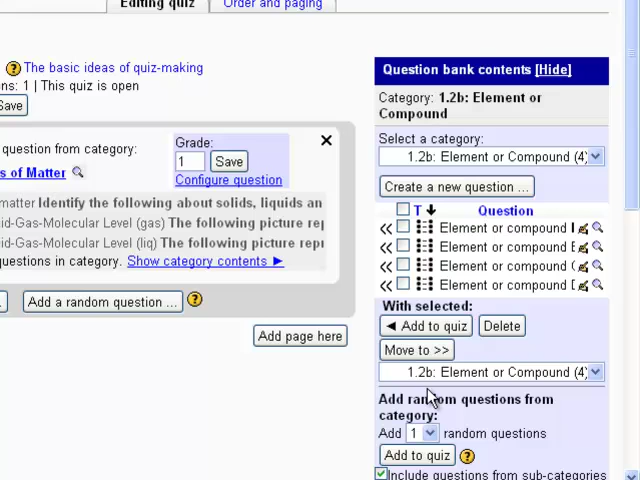 Editing quiz
Order and paging
? The basic ideas of quiz-making
ns: 1 | This quiz is open
Save
question from category:
s of Matter
Grade:
1 Save
Configure question
matter Identify the following about solids, liquids an
id-Gas-Molecular Level (gas) The following picture re
id-Gas-Molecular Level (liq) The following picture repr
questions in category. Show category contents ►
Add a random question ... ?
Add page here
Question bank contents [Hide]
Category: 1.2b: Element or
Compound
Select a category:
1.2b: Element or Compound (4)
Create a new question ...
T Question
« Element or compound
« Element or compound
« Element or compound
« Element or compound
With selected:
◄ Add to quiz Delete
Move to >>
1.2b: Element or Compound (4)
Add random questions from
category:
Add 1 random questions
Add to quiz ?
Include questions from sub-categories